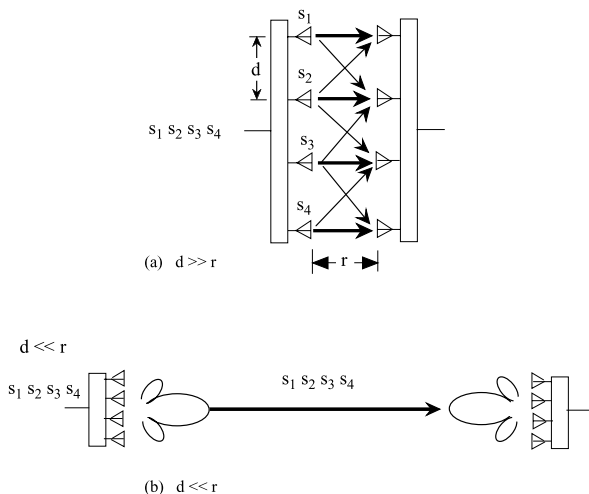 s1
d
s2
s1 s2 s3 s4
s3
s4
(a) d >> r
r
d << r
s1 s2 s3 s4
s1 s2 s3 s4
(b) d << r